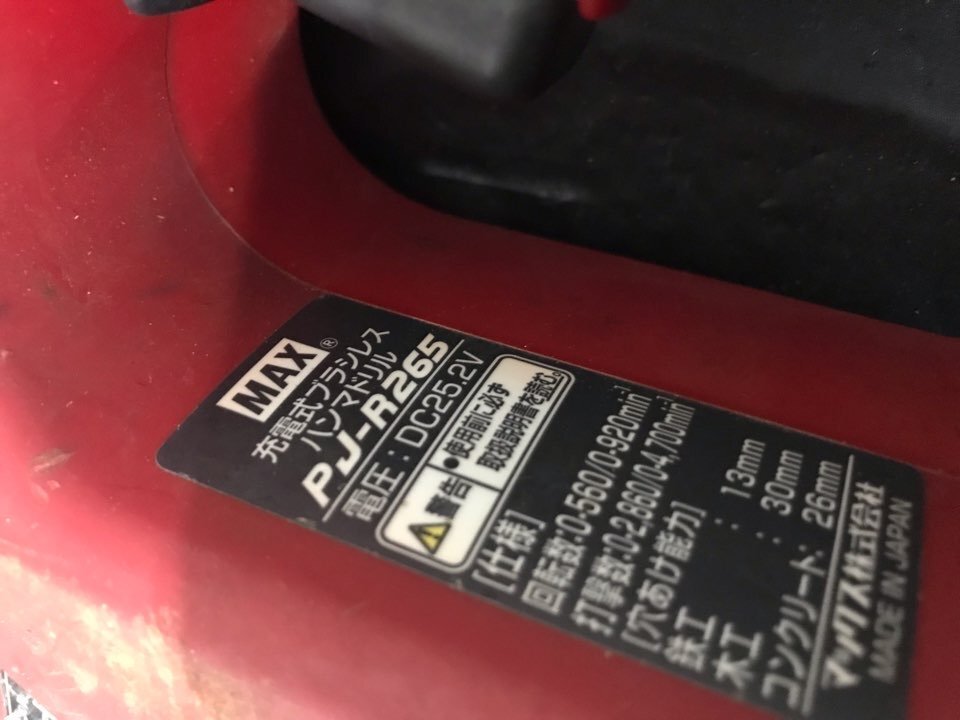 MAX®
充電式ブラシレス
ハンマドリル
PJ-R265
電圧：DC25.2V
⚠警告
●使用前に必ず
取扱説明書を読む。
[仕様]
回転数:0-560/0-920min⁻¹
打撃数:0-2,860/0-4,700min⁻¹
[穴あけ能力]
鉄工 : 13mm
木工 : 30mm
コンクリート: 26mm
マックス株式会社
MADE IN JAPAN